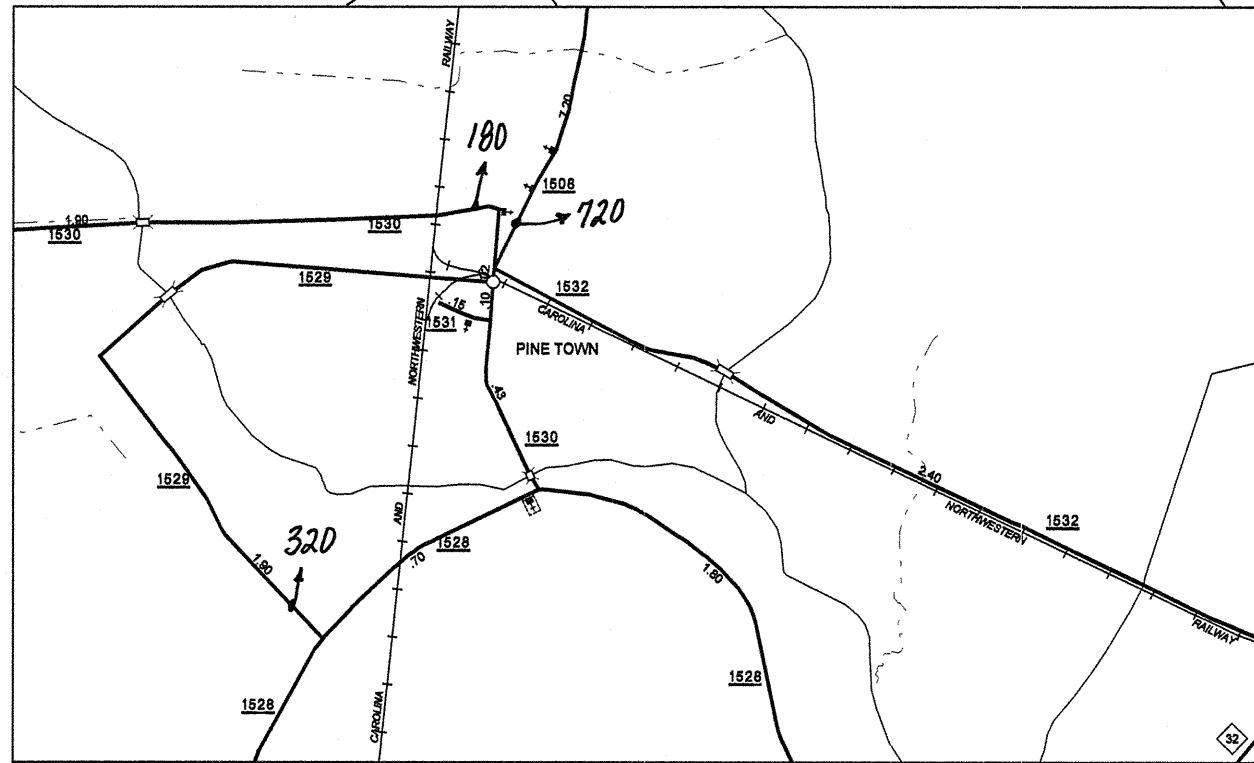 RAILWAY
7.20
180
1508
720
1.90
1530
1530
1529
.02
1532
.10
.15
1531
CAROLINA
NORTHWESTERN
PINE TOWN
.43
AND
1530
1529
2.40
NORTHWESTERN
1532
AND
320
1528
.70
1.90
1.80
RAILWAY
1528
1528
CAROLINA
32